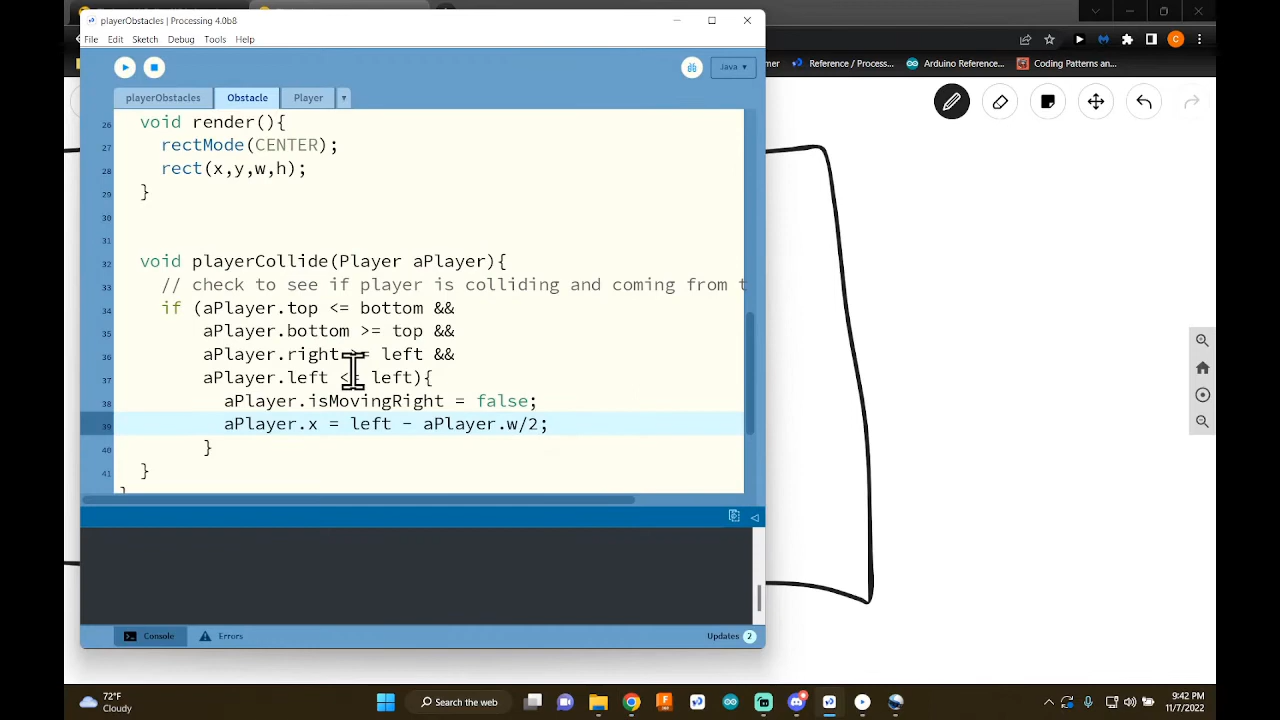 playerObstacles | Processing 4.0b8
File Edit Sketch Debug Tools Help
Java
mer Reference / Process... Arduino Reference... Coding Patterns an...
playerObstacles Obstacle Player
26 void render(){
27 rectMode(CENTER);
28 rect(x,y,w,h);
29 }
30
31
32 void playerCollide(Player aPlayer){
33 // check to see if player is colliding and coming from t
34 if (aPlayer.top <= bottom &&
35 aPlayer.bottom >= top &&
36 aPlayer.right = left &&
37 aPlayer.left < left){
38 aPlayer.isMovingRight = false;
39 aPlayer.x = left - aPlayer.w/2;
40 }
41 }
Console Errors Updates 2
72°F
Cloudy
Search the web
9:42 PM
11/7/2022